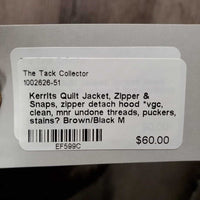 The Tack Collector
1002626-51
Kerrits Quilt Jacket, Zipper &
Snaps, zipper detach hood *vgc,
clean, mnr undone threads, puckers,
stains? Brown/Black M
EF599C
$60.00